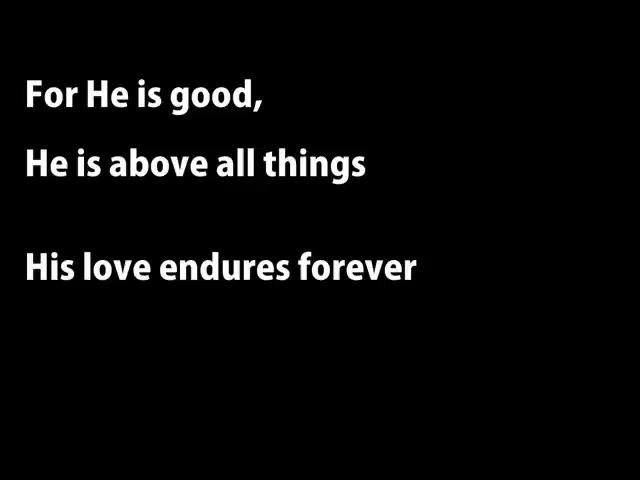 For He is good,
He is above all things
His love endures forever